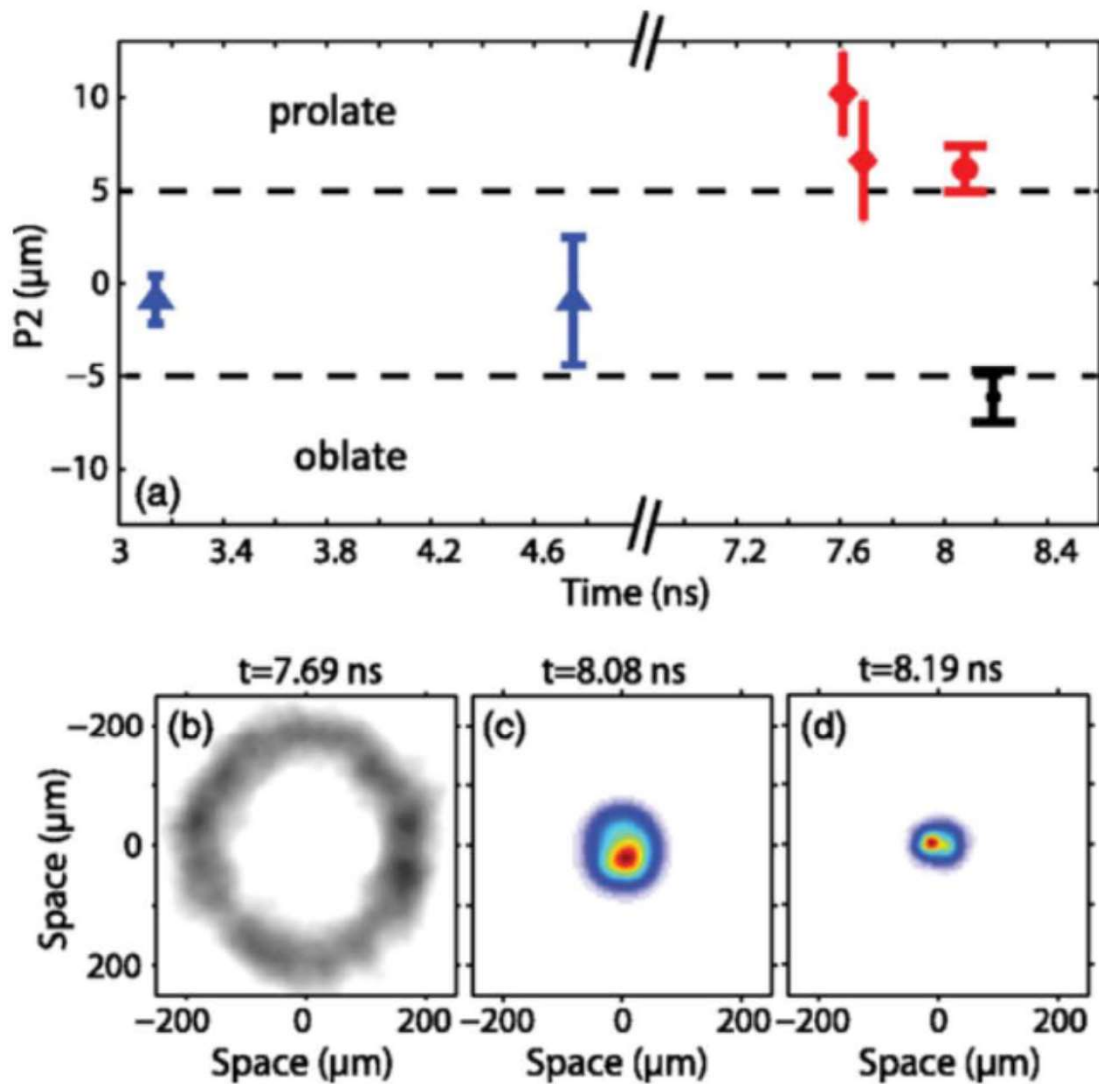 10
prolate
5
P2 (μm)
0
−5
oblate
−10
(a)
3 3.4 3.8 4.2 4.6 7.2 7.6 8 8.4
Time (ns)
t=7.69 ns t=8.08 ns t=8.19 ns
(b) (c) (d)
−200
Space (μm)
0
200
−200 0 200 −200 0 200 −200 0 200
Space (μm) Space (μm) Space (μm)